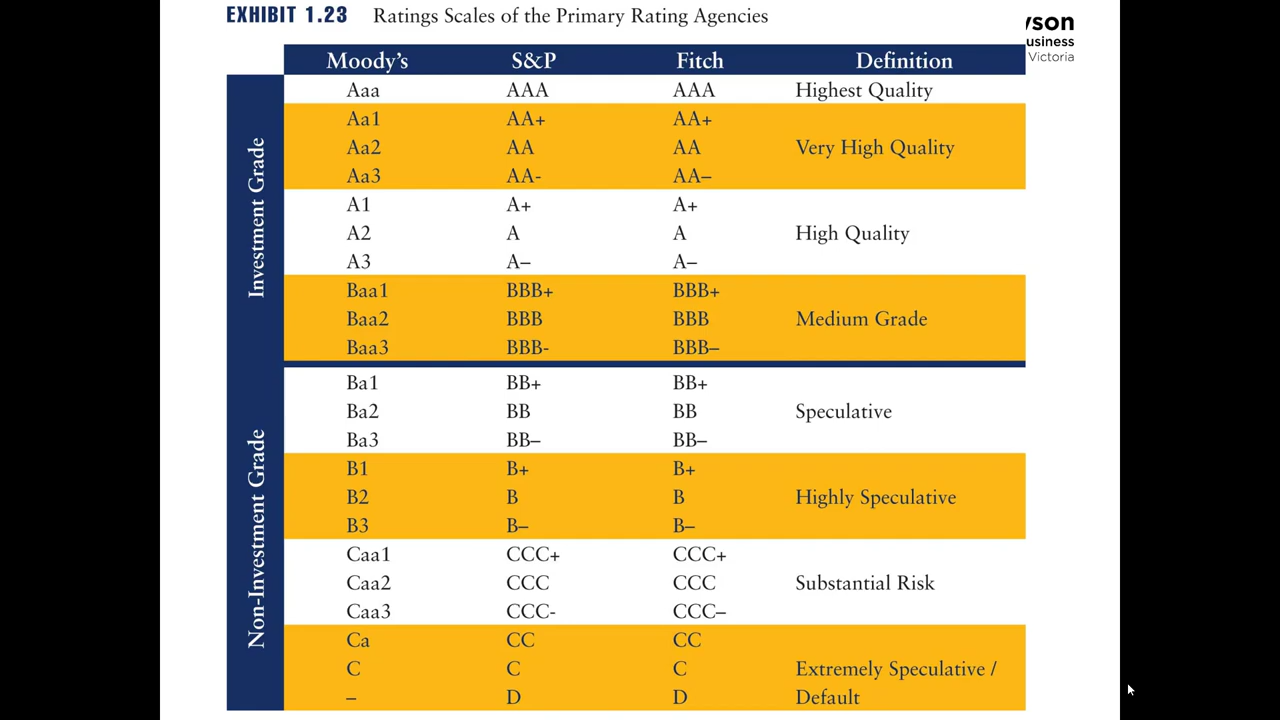 EXHIBIT 1.23 Ratings Scales of the Primary Rating Agencies
wson
usiness
Victoria
Moody's S&P Fitch Definition
Investment Grade
Aaa AAA AAA Highest Quality
Aa1 AA+ AA+
Aa2 AA AA Very High Quality
Aa3 AA- AA–
A1 A+ A+
A2 A A High Quality
A3 A– A–
Baa1 BBB+ BBB+
Baa2 BBB BBB Medium Grade
Baa3 BBB- BBB–
Non-Investment Grade
Ba1 BB+ BB+
Ba2 BB BB Speculative
Ba3 BB– BB–
B1 B+ B+
B2 B B Highly Speculative
B3 B– B–
Caa1 CCC+ CCC+
Caa2 CCC CCC Substantial Risk
Caa3 CCC- CCC–
Ca CC CC
C C C Extremely Speculative /
– D D Default